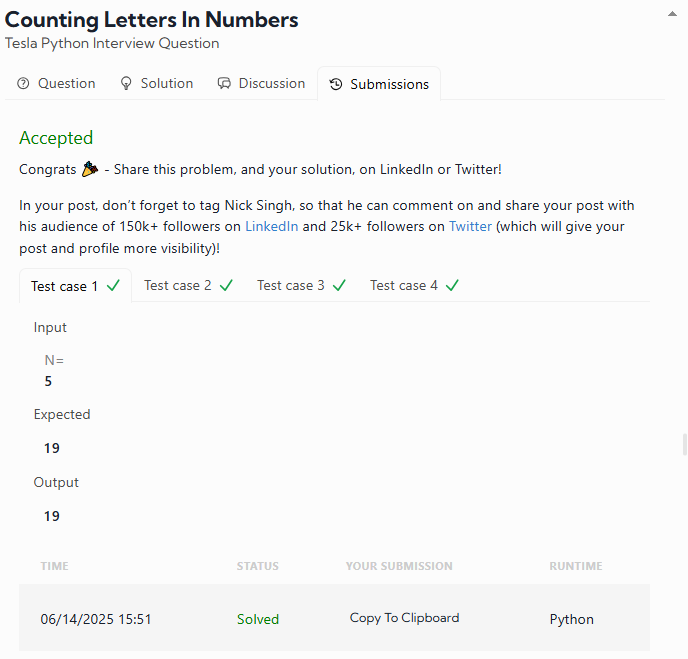 Counting Letters In Numbers
Tesla Python Interview Question
Question Solution Discussion Submissions
Accepted
Congrats 🎉 - Share this problem, and your solution, on LinkedIn or Twitter!
In your post, don't forget to tag Nick Singh, so that he can comment on and share your post with
his audience of 150k+ followers on LinkedIn and 25k+ followers on Twitter (which will give your
post and profile more visibility)!
Test case 1 ✓ Test case 2 ✓ Test case 3 ✓ Test case 4 ✓
Input
N=
5
Expected
19
Output
19
TIME STATUS YOUR SUBMISSION RUNTIME
06/14/2025 15:51 Solved Copy To Clipboard Python